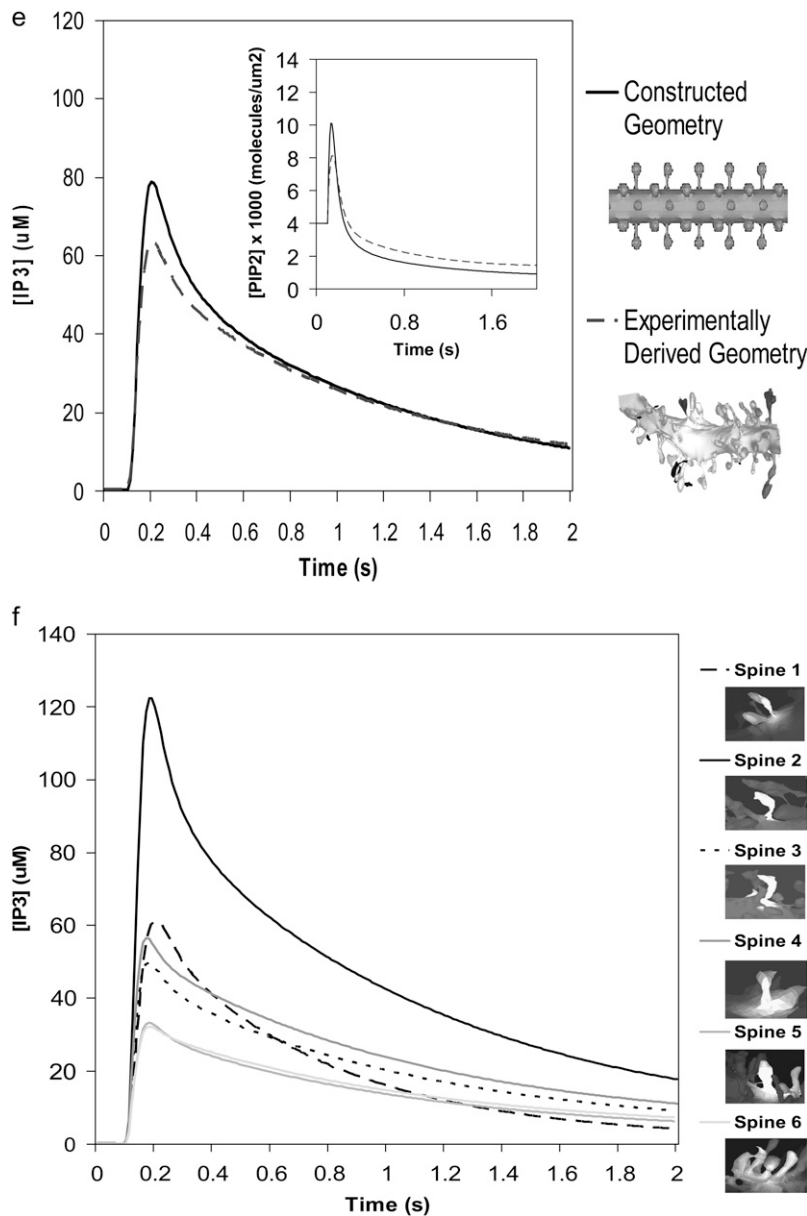 e
120
100
80
60
40
20
0
[IP3] (uM)
0 0.2 0.4 0.6 0.8 1 1.2 1.4 1.6 1.8 2
Time (s)
14
12
10
8
6
4
2
0
[PIP2] x 1000 (molecules/um2)
0 0.8 1.6
Time (s)
Constructed
Geometry
Experimentally
Derived Geometry
f
140
120
100
80
60
40
20
0
[IP3] (uM)
0 0.2 0.4 0.6 0.8 1 1.2 1.4 1.6 1.8 2
Time (s)
Spine 1
Spine 2
Spine 3
Spine 4
Spine 5
Spine 6